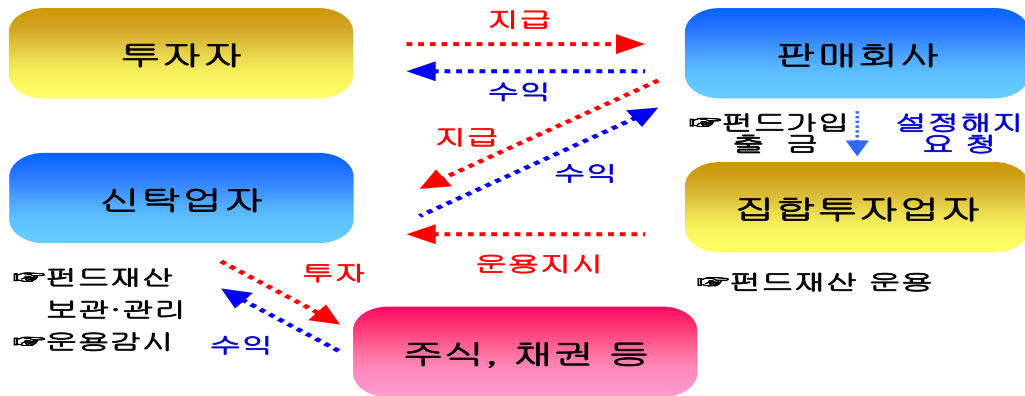 지급
투자자
판매회사
수익
☞펀드가입
출 금
설정해지
요 청
지급
수익
신탁업자
집합투자업자
운용지시
☞펀드재산
보관·관리
☞운용감시
투자
수익
☞펀드재산 운용
주식, 채권 등